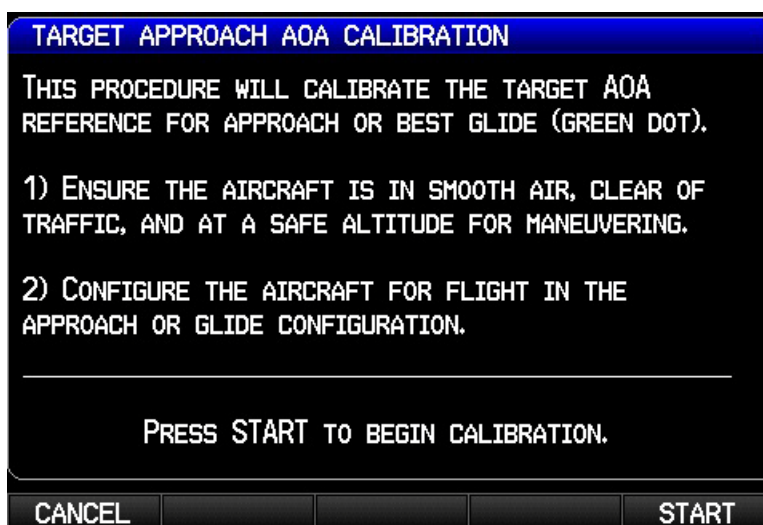 TARGET APPROACH AOA CALIBRATION
THIS PROCEDURE WILL CALIBRATE THE TARGET AOA
REFERENCE FOR APPROACH OR BEST GLIDE (GREEN DOT).
1) ENSURE THE AIRCRAFT IS IN SMOOTH AIR, CLEAR OF
TRAFFIC, AND AT A SAFE ALTITUDE FOR MANEUVERING.
2) CONFIGURE THE AIRCRAFT FOR FLIGHT IN THE
APPROACH OR GLIDE CONFIGURATION.
PRESS START TO BEGIN CALIBRATION.
CANCEL START